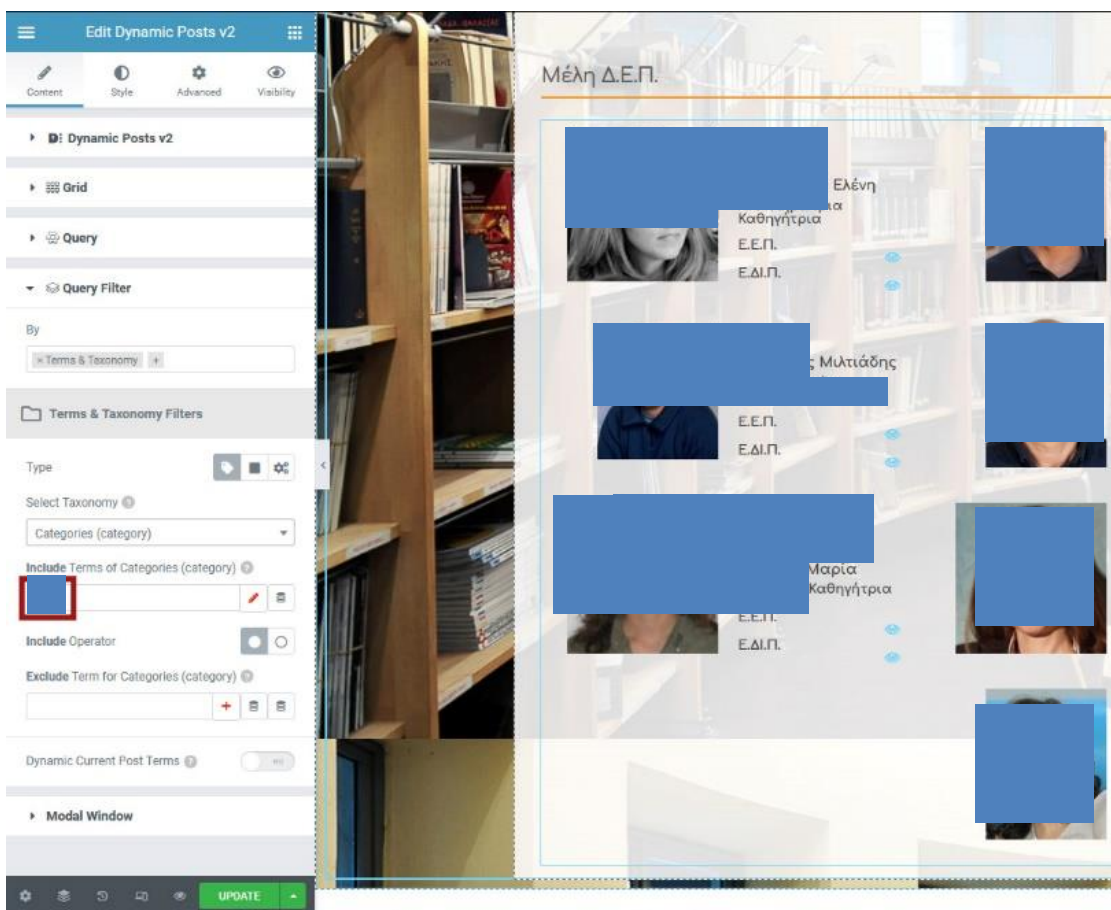 Edit Dynamic Posts v2
Content
Style
Advanced
Visibility
Dynamic Posts v2
Grid
Query
Query Filter
By
× Terms & Taxonomy +
Terms & Taxonomy Filters
Type
Select Taxonomy
Categories (category)
Include Terms of Categories (category)
Include Operator
Exclude Term for Categories (category)
Dynamic Current Post Terms
Modal Window
UPDATE
Μέλη Δ.Ε.Π.
Ελένη
Καθηγήτρια
Ε.Ε.Π.
Ε.ΔΙ.Π.
Μιλτιάδης
Ε.Ε.Π.
Ε.ΔΙ.Π.
Μαρία
Καθηγήτρια
Ε.Ε.Π.
Ε.ΔΙ.Π.